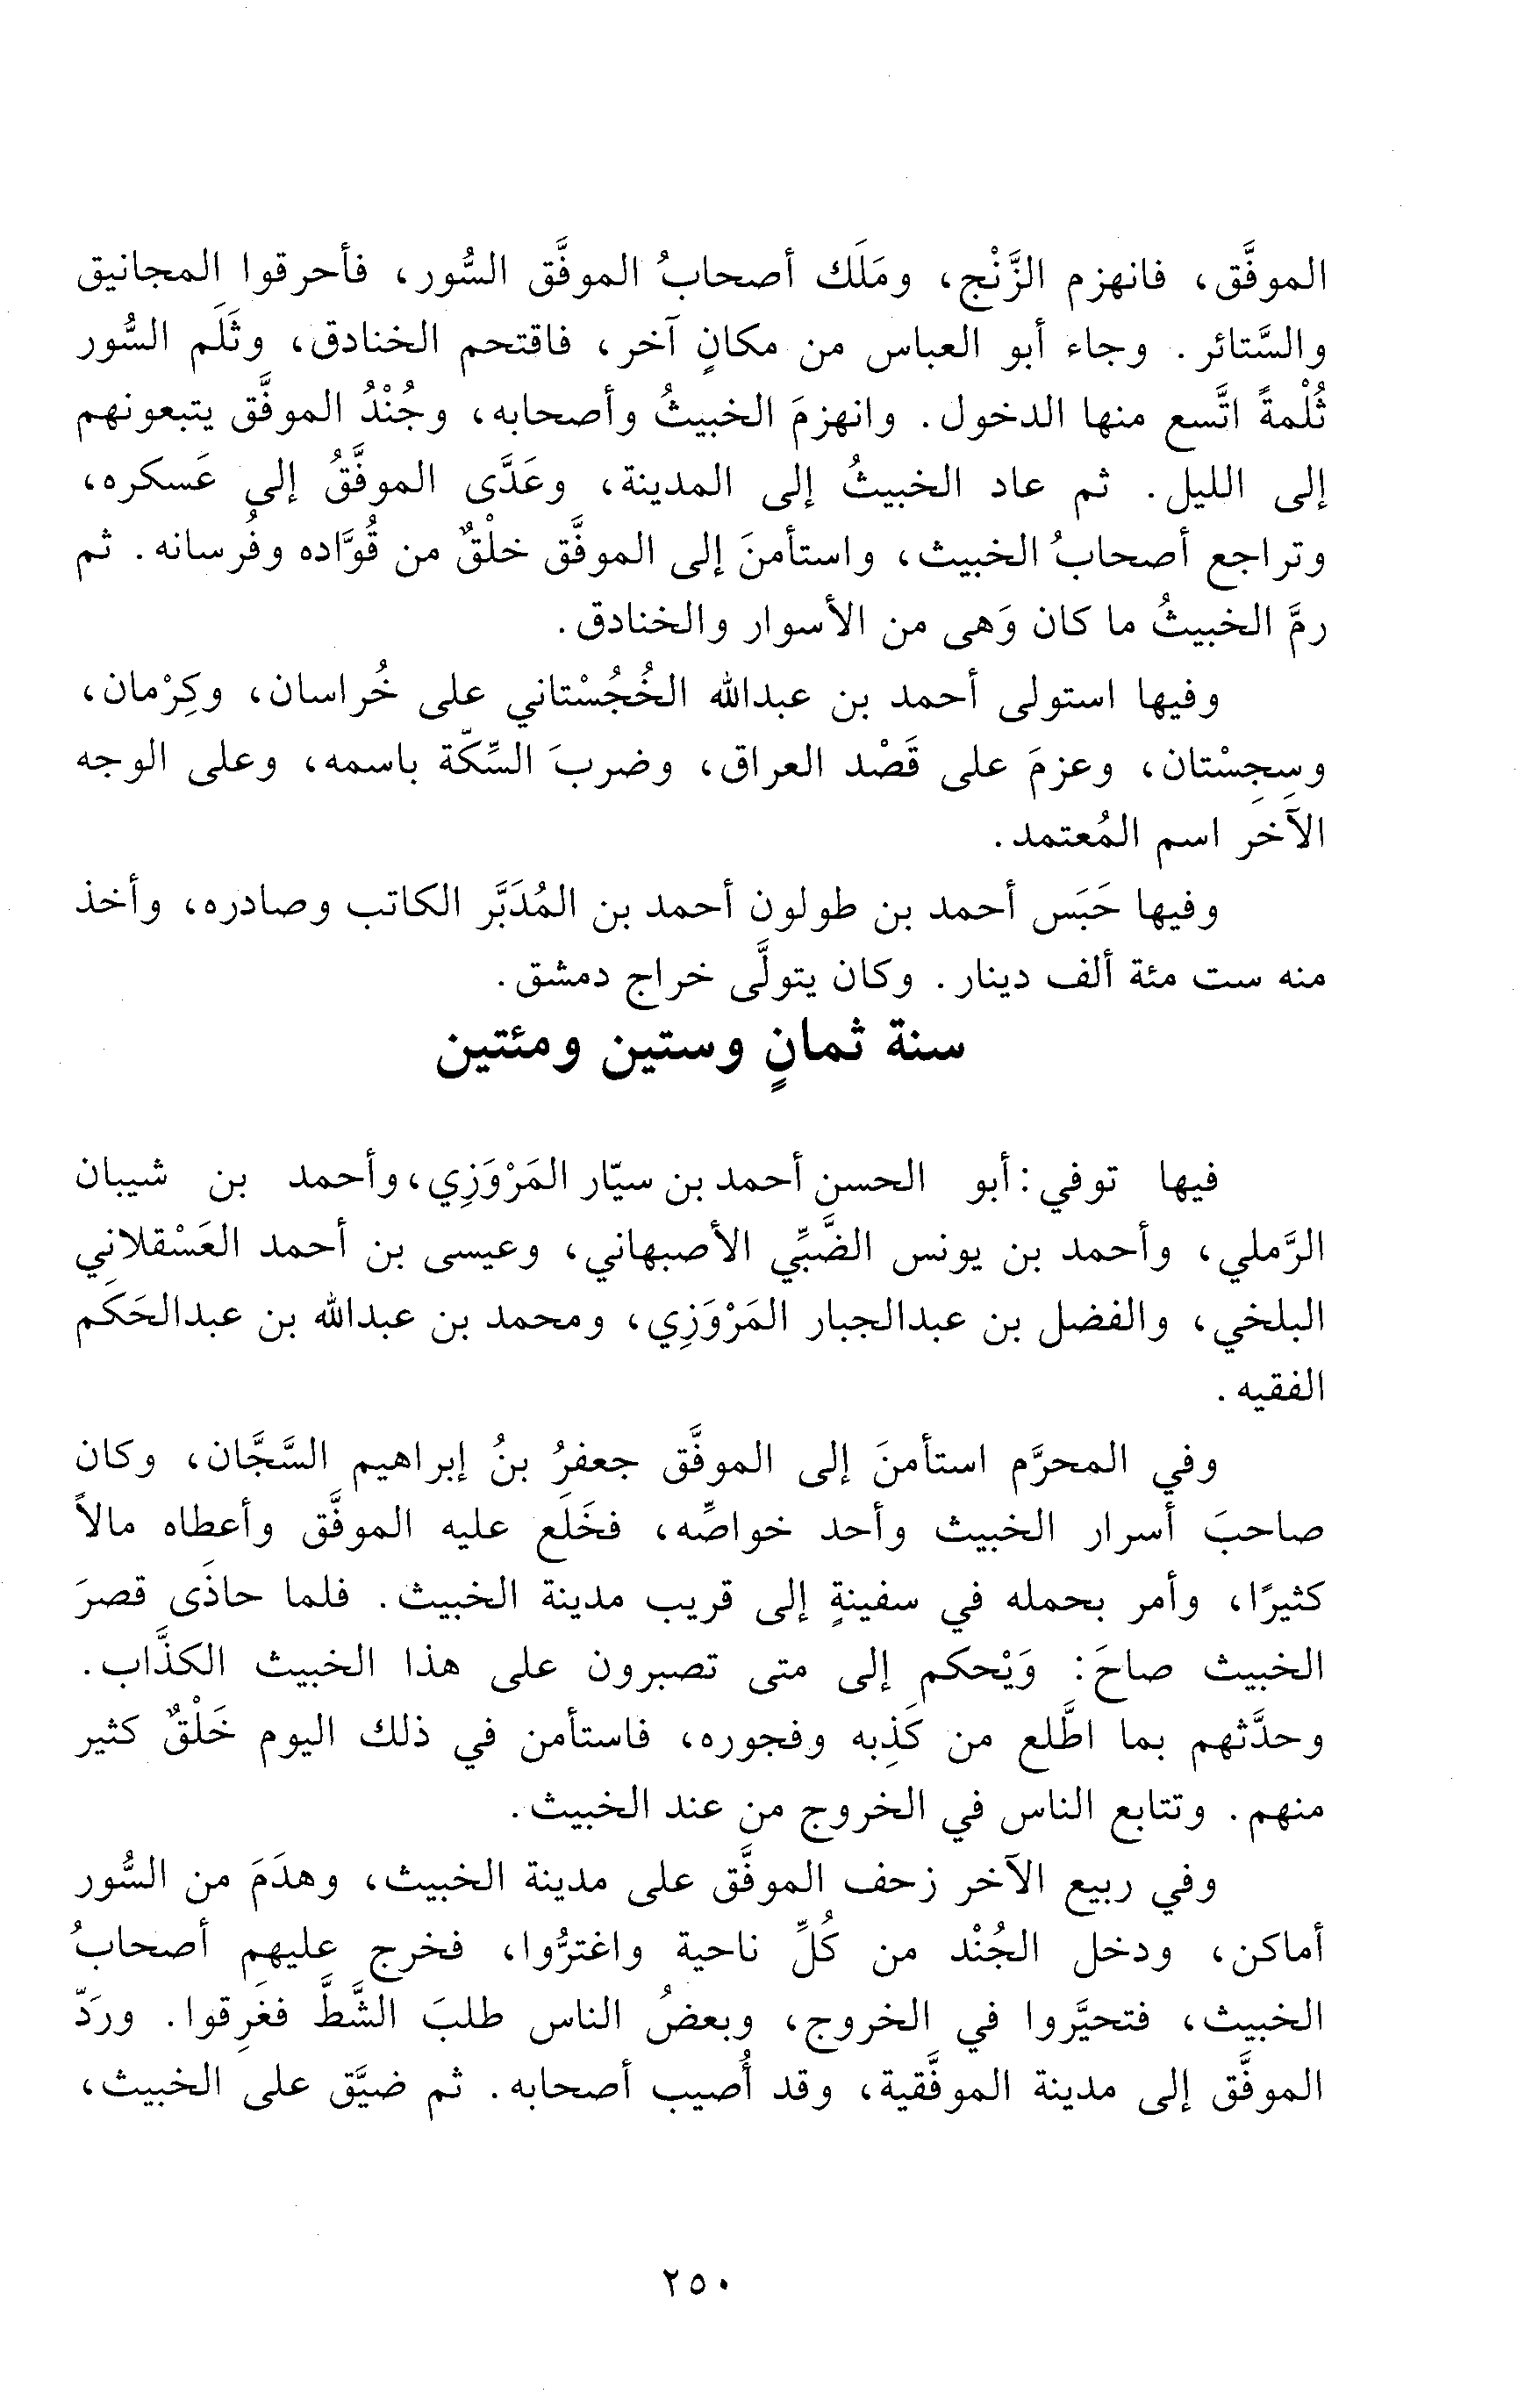 الموفَّق، فانهزم الزَّنْج، ومَلَك أصحابُ الموفَّق السُّور، فأحرقوا المجانيق
والسَّتائر. وجاء أبو العباس من مكانٍ آخر، فاقتحم الخنادق، وثَلَم السُّور
ثُلْمةً اتَّسع منها الدخول. وانهزمَ الخبيثُ وأصحابه، وجُنْدُ الموفَّق يتبعونهم
إلى الليل. ثم عاد الخبيثُ إلى المدينة، وعَدَّى الموفَّقُ إلى عَسكره،
وتراجع أصحابُ الخبيث، واستأمنَ إلى الموفَّق خلْقٌ من قُوَّاده وفُرسانه. ثم
رمَّ الخبيثُ ما كان وَهى من الأسوار والخنادق.
وفيها استولى أحمد بن عبدالله الخُجُسْتاني على خُراسان، وكِرْمان،
وسِجِسْتان، وعزمَ على قَصْد العراق، وضربَ السِّكّة باسمه، وعلى الوجه
الآخَر اسم المُعتمد.
وفيها حَبَس أحمد بن طولون أحمد بن المُدَبَّر الكاتب وصادره، وأخذ
منه ست مئة ألف دينار. وكان يتولَّى خراج دمشق.
سنة ثمانٍ وستين ومئتين
فيها توفي: أبو الحسن أحمد بن سيّار المَرْوَزِي، وأحمد بن شيبان
الرَّملي، وأحمد بن يونس الضَّبِّي الأصبهاني، وعيسى بن أحمد العَسْقلاني
البلخي، والفضل بن عبدالجبار المَرْوَزِي، ومحمد بن عبدالله بن عبدالحَكَم
الفقيه.
وفي المحرَّم استأمنَ إلى الموفَّق جعفرُ بنُ إبراهيم السَّجَّان، وكان
صاحبَ أسرار الخبيث وأحد خواصِّه، فخَلَع عليه الموفَّق وأعطاه مالاً
كثيرًا، وأمر بحمله في سفينةٍ إلى قريب مدينة الخبيث. فلما حاذَى قصرَ
الخبيث صاحَ: وَيْحكم إلى متى تصبرون على هذا الخبيث الكذَّاب.
وحدَّثهم بما اطَّلع من كَذِبه وفجوره، فاستأمن في ذلك اليوم خَلْقٌ كثير
منهم. وتتابع الناس في الخروج من عند الخبيث.
وفي ربيع الآخر زحف الموفَّق على مدينة الخبيث، وهدَمَ من السُّور
أماكن، ودخل الجُنْد من كُلِّ ناحية واغترُّوا، فخرج عليهم أصحابُ
الخبيث، فتحيَّروا في الخروج، وبعضُ الناس طلبَ الشَّطَّ فغَرِقوا. وردَّ
الموفَّق إلى مدينة الموفَّقية، وقد أُصيب أصحابه. ثم ضيَّق على الخبيث،
٢٥٠